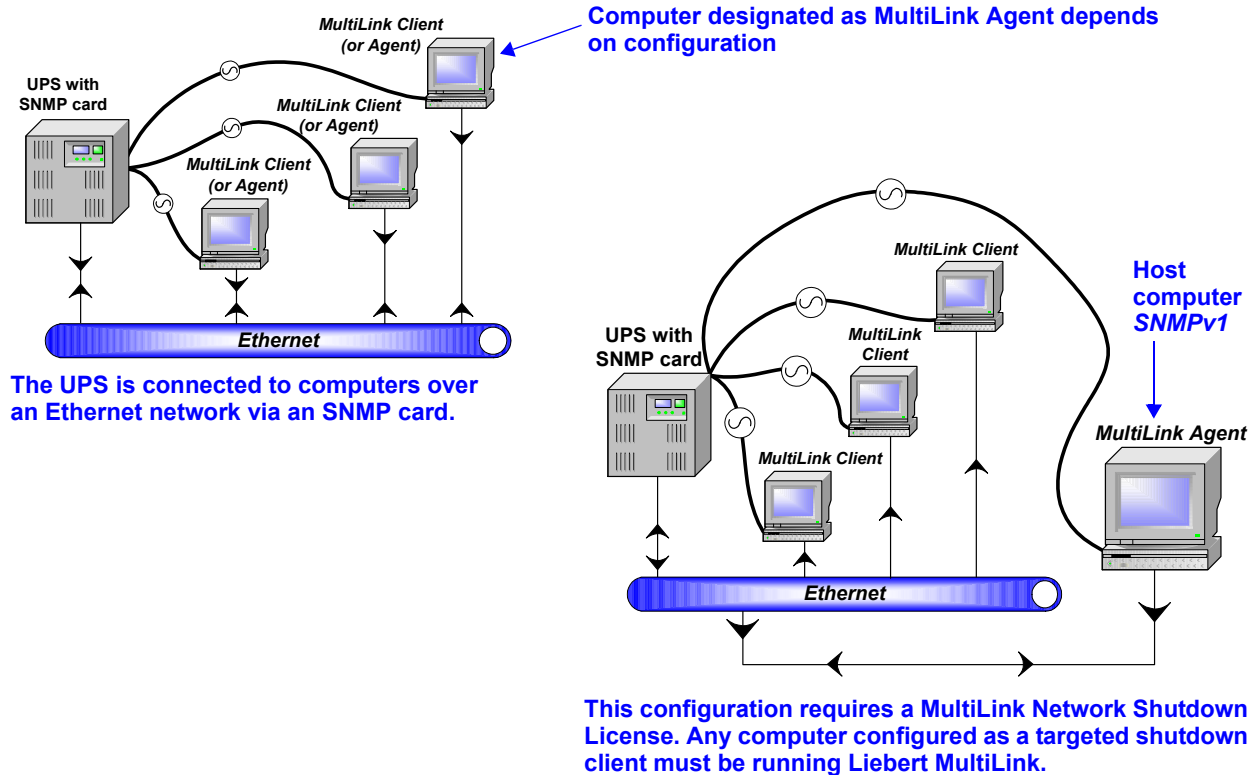 MultiLink Client
(or Agent)
Computer designated as MultiLink Agent depends
on configuration
UPS with
SNMP card
MultiLink Client
(or Agent)
MultiLink Client
(or Agent)
Ethernet
The UPS is connected to computers over
an Ethernet network via an SNMP card.
MultiLink Client
Host
computer
SNMPv1
UPS with
SNMP card
MultiLink
Client
MultiLink Agent
MultiLink Client
Ethernet
This configuration requires a MultiLink Network Shutdown
License. Any computer configured as a targeted shutdown
client must be running Liebert MultiLink.